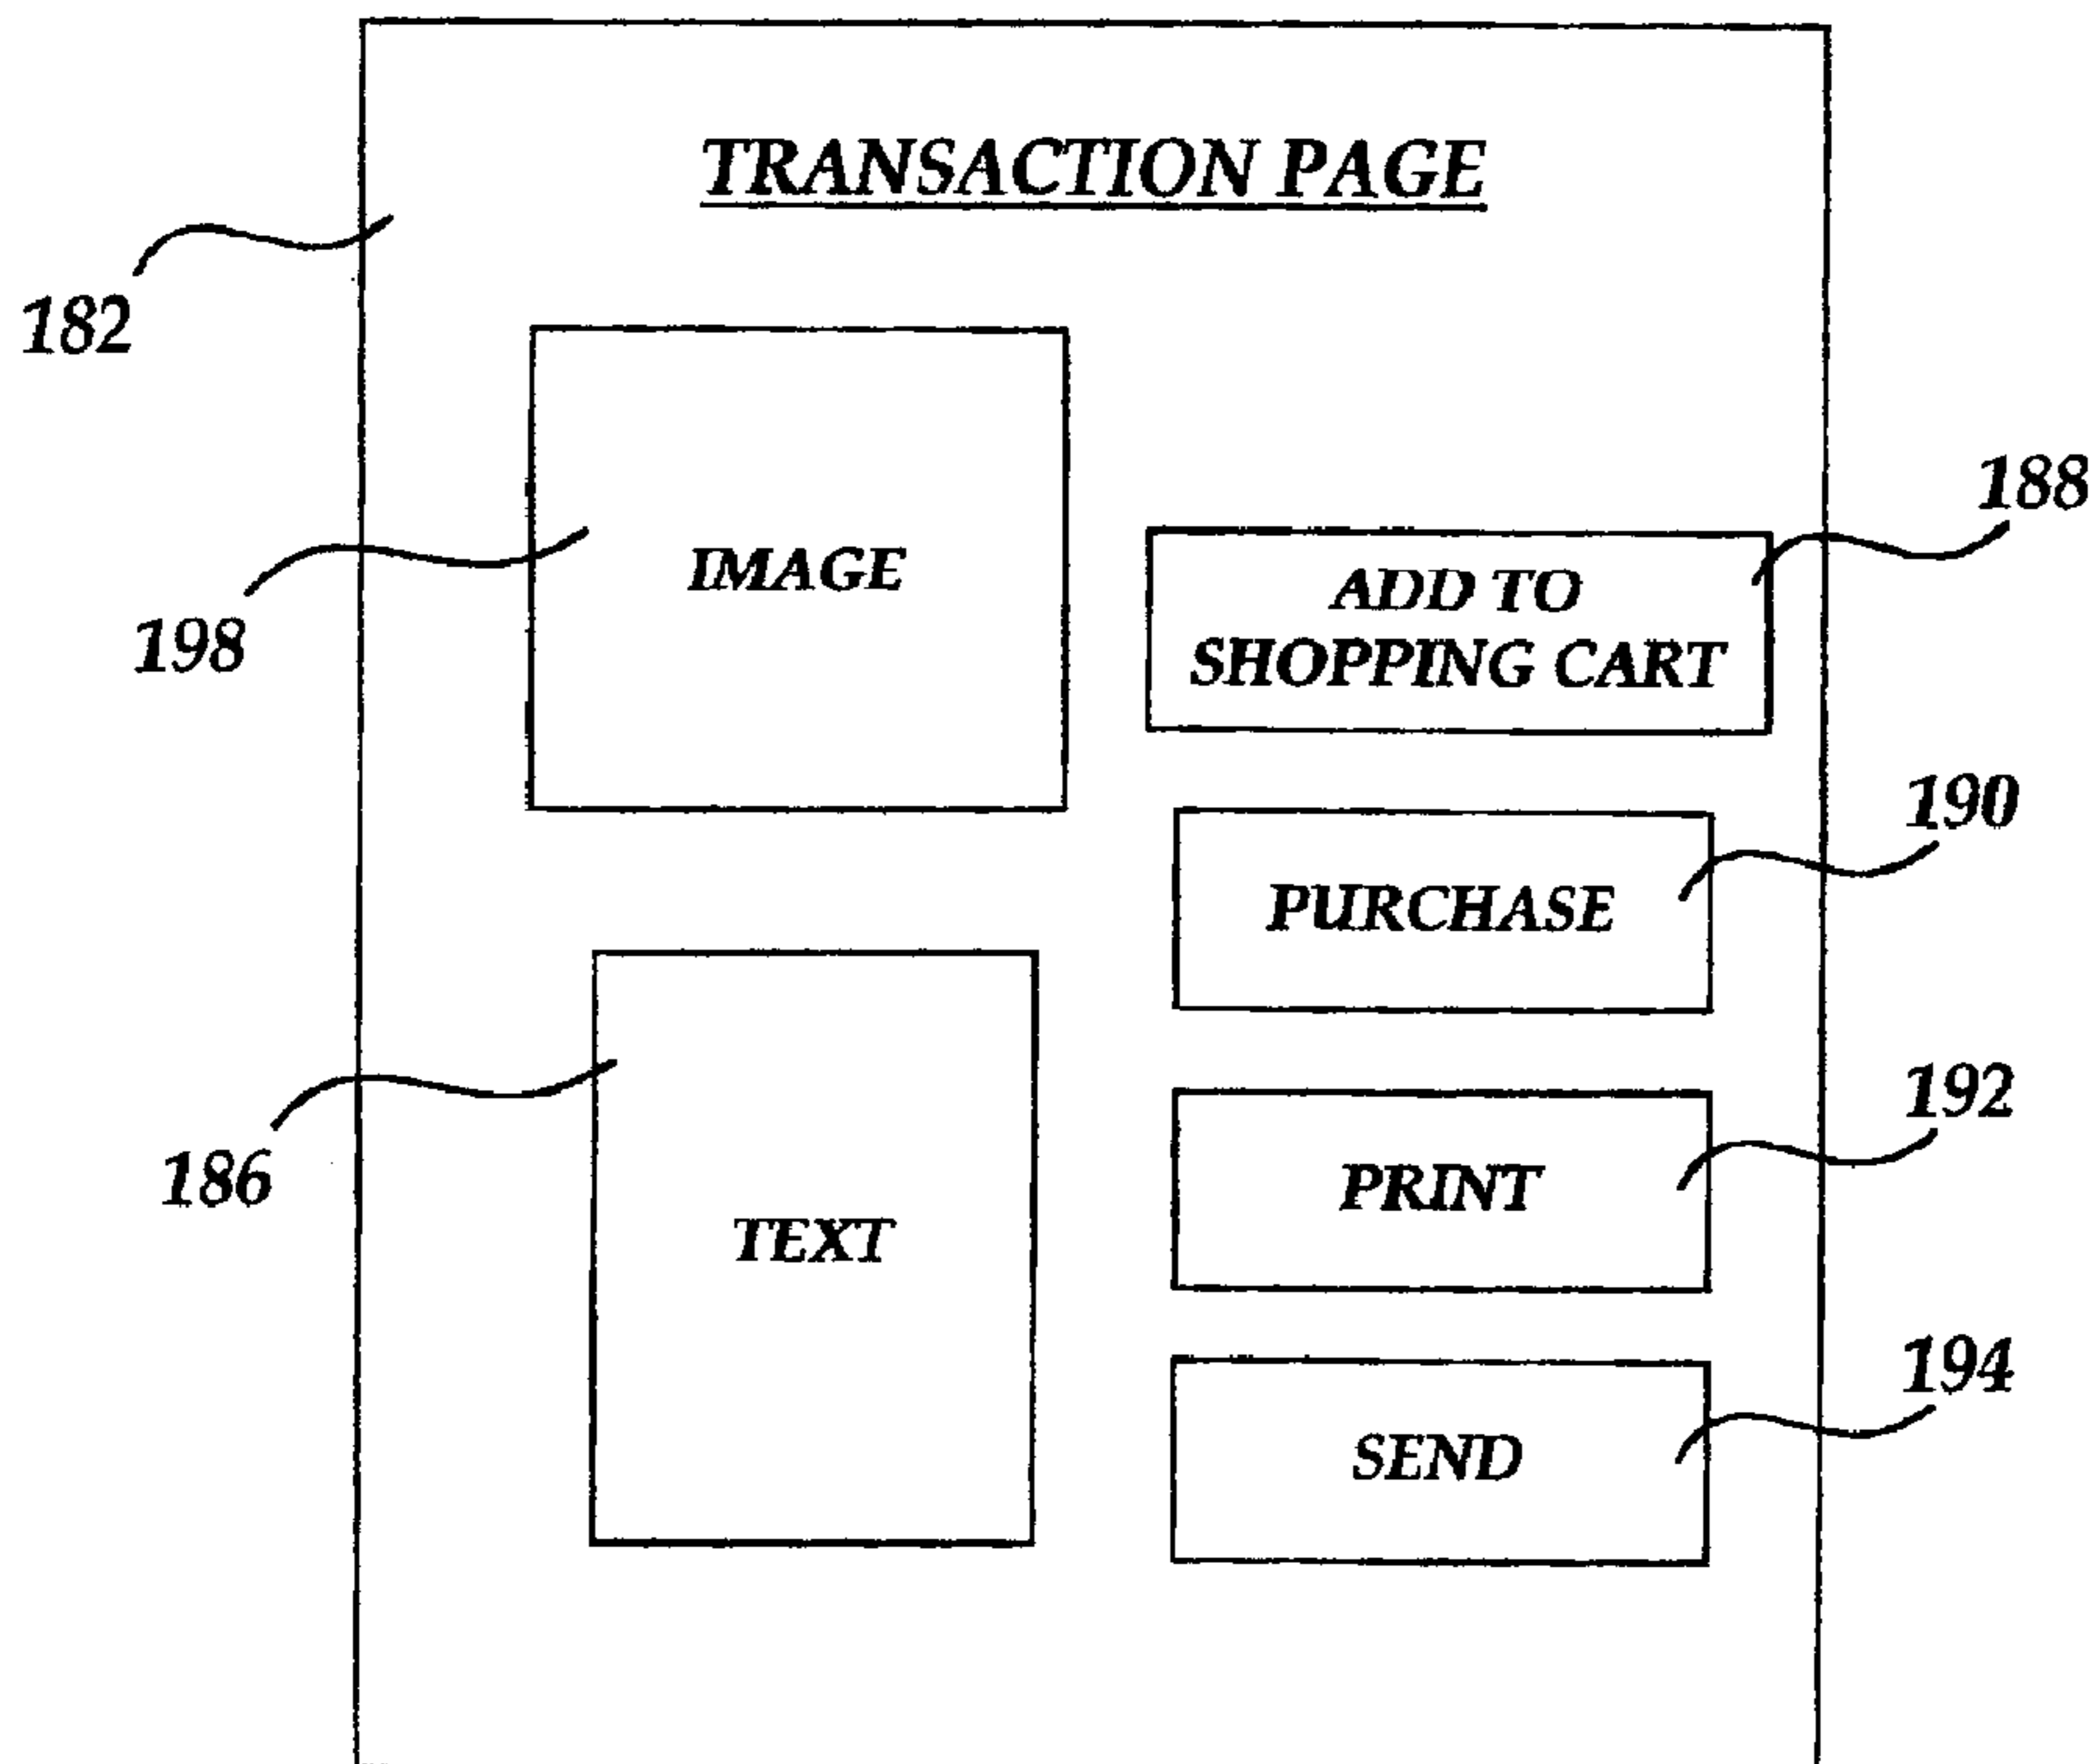 TRANSACTION PAGE
182
198
IMAGE
188
ADD TO
SHOPPING CART
190
PURCHASE
186
TEXT
192
PRINT
194
SEND